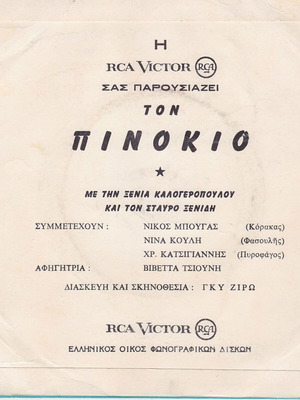 Η
RCA VICTOR RCA
ΣΑΣ ΠΑΡΟΥΣΙΑΖΕΙ
ΤΟΝ
ΠΙΝΟΚΙΟ
ΜΕ ΤΗΝ ΞΕΝΙΑ ΚΑΛΟΓΕΡΟΠΟΥΛΟΥ
ΚΑΙ ΤΟΝ ΣΤΑΥΡΟ ΞΕΝΙΔΗ
ΣΥΜΜΕΤΕΧΟΥΝ : ΝΙΚΟΣ ΜΠΟΥΓΑΣ (Κόρακας)
ΝΙΝΑ ΚΟΥΛΗ (Φασουλῆς)
ΧΡ. ΚΑΤΣΙΓΙΑΝΝΗΣ (Πυροφάγος)
ΑΦΗΓΗΤΡΙΑ : ΒΙΒΕΤΤΑ ΤΣΙΟΥΝΗ
ΔΙΑΣΚΕΥΗ ΚΑΙ ΣΚΗΝΟΘΕΣΙΑ : ΓΚΥ ΖΙΡΩ
RCA VICTOR RCA
ΕΛΛΗΝΙΚΟΣ ΟΙΚΟΣ ΦΩΝΟΓΡΑΦΙΚΩΝ ΔΙΣΚΩΝ